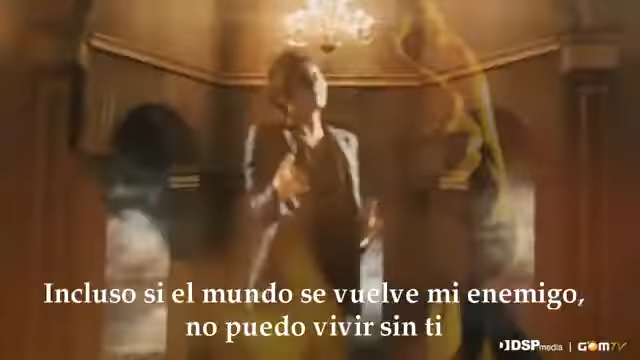 Incluso si el mundo se vuelve mi enemigo,
no puedo vivir sin ti
DSPmedia | GOMTV